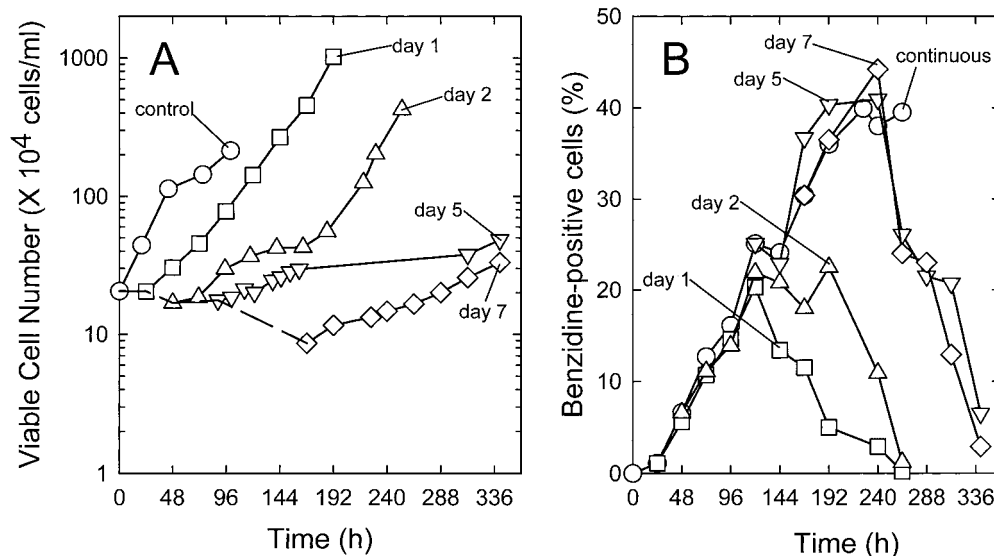 A
B
Viable Cell Number (X 10⁴ cells/ml)
1000
100
10
1
control
day 1
day 2
day 5
day 7
0 48 96 144 192 240 288 336
Time (h)
Benzidine-positive cells (%)
50
40
30
20
10
0
day 7
day 5
continuous
day 2
day 1
0 48 96 144 192 240 288 336
Time (h)